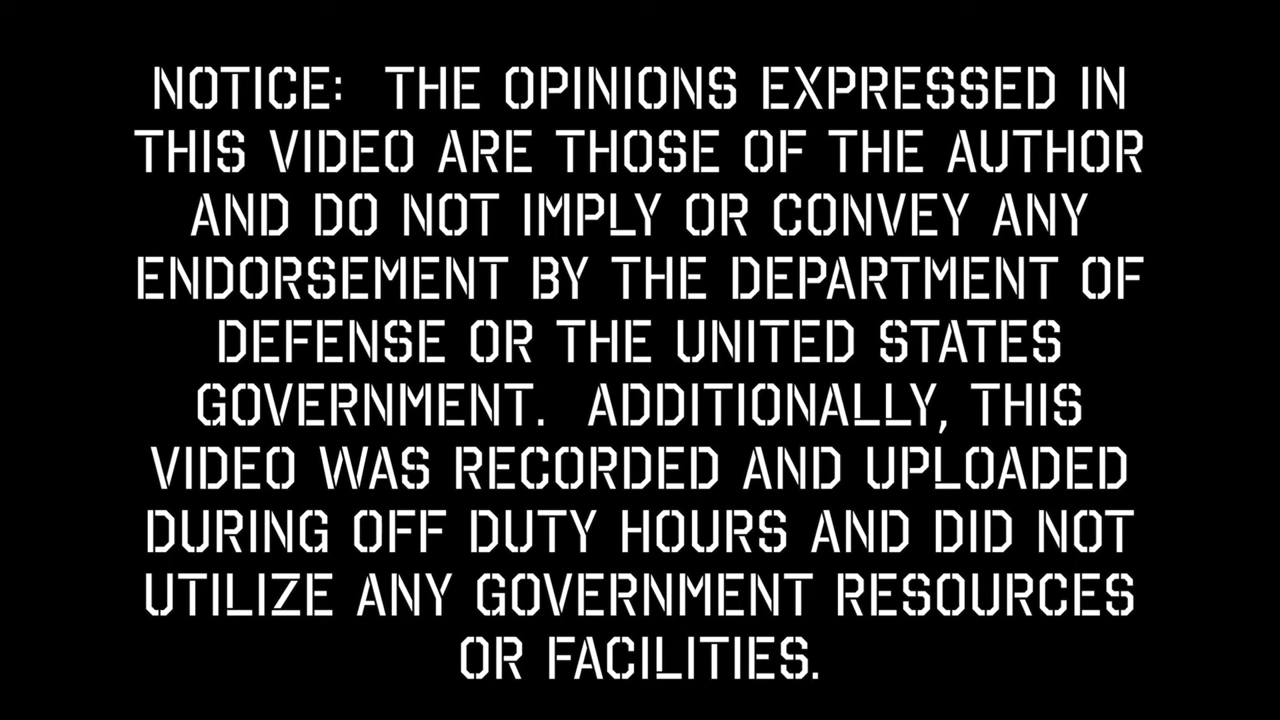 NOTICE:  THE OPINIONS EXPRESSED IN
THIS VIDEO ARE THOSE OF THE AUTHOR
AND DO NOT IMPLY OR CONVEY ANY
ENDORSEMENT BY THE DEPARTMENT OF
DEFENSE OR THE UNITED STATES
GOVERNMENT.  ADDITIONALLY, THIS
VIDEO WAS RECORDED AND UPLOADED
DURING OFF DUTY HOURS AND DID NOT
UTILIZE ANY GOVERNMENT RESOURCES
OR FACILITIES.